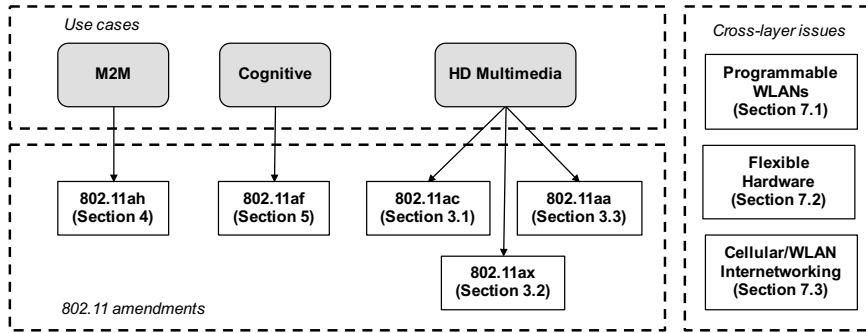 Use cases
M2M
Cognitive
HD Multimedia
802.11ah
(Section 4)
802.11af
(Section 5)
802.11ac
(Section 3.1)
802.11aa
(Section 3.3)
802.11ax
(Section 3.2)
802.11 amendments
Cross-layer issues
Programmable
WLANs
(Section 7.1)
Flexible
Hardware
(Section 7.2)
Cellular/WLAN
Internetworking
(Section 7.3)